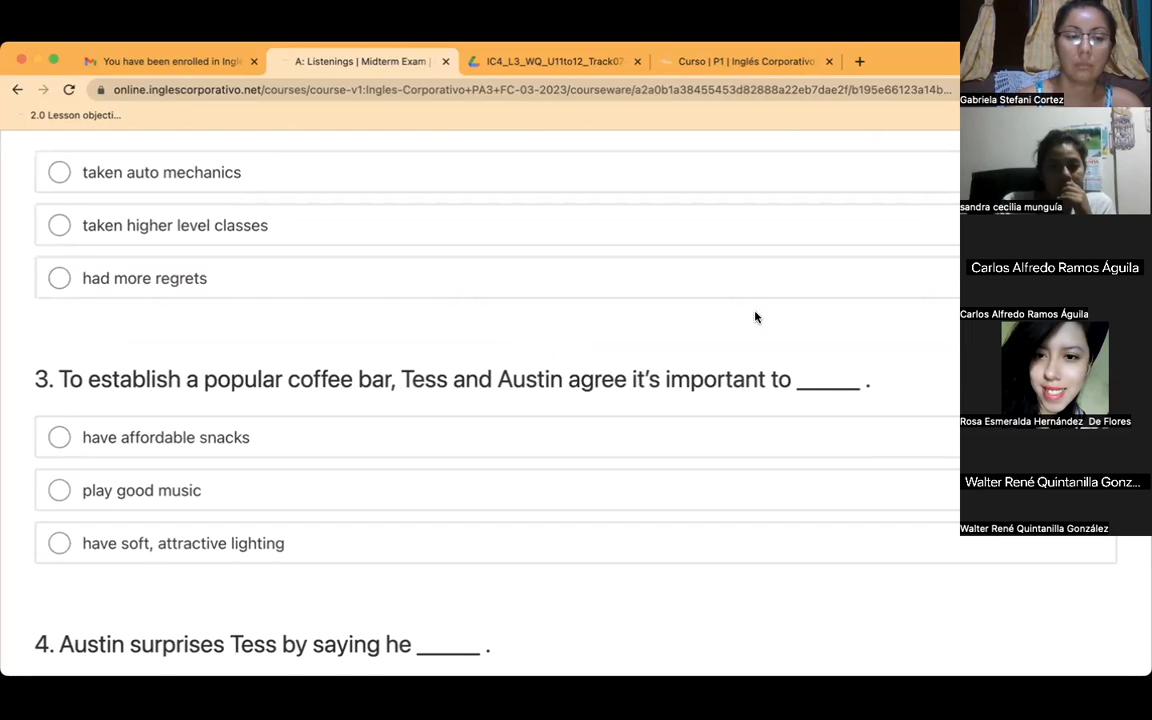 You have been enrolled in Ingl
A: Listenings | Midterm Exam |
IC4_L3_WQ_U11to12_Track07
Curso | P1 | Inglés Corporativo
online.inglescorporativo.net/courses/course-v1:Ingles-Corporativo+PA3+FC-03-2023/courseware/a2a0b1a38455453d82888a22eb7dae2f/b195e66123a14b...
2.0 Lesson objecti...
taken auto mechanics
taken higher level classes
had more regrets
3. To establish a popular coffee bar, Tess and Austin agree it's important to ______ .
have affordable snacks
play good music
have soft, attractive lighting
4. Austin surprises Tess by saying he ______ .
Gabriela Stefani Cortez
sandra cecilia munguía
Carlos Alfredo Ramos Águila
Carlos Alfredo Ramos Águila
Rosa Esmeralda Hernández De Flores
Walter René Quintanilla Gonz...
Walter René Quintanilla González